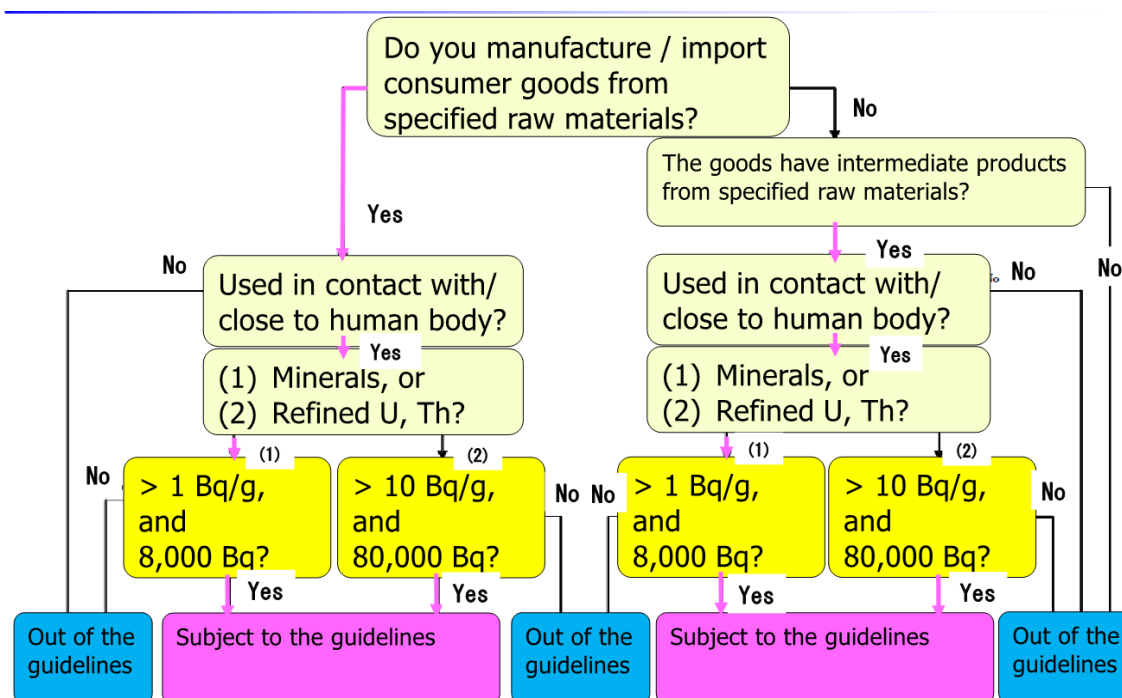 Do you manufacture / import
consumer goods from
specified raw materials?
No
The goods have intermediate products
from specified raw materials?
Yes
Yes
No
No
No
No
Used in contact with/
close to human body?
Used in contact with/
close to human body?
Yes
Yes
(1) Minerals, or
(2) Refined U, Th?
(1) Minerals, or
(2) Refined U, Th?
(1)
(2)
(1)
(2)
No
> 1 Bq/g,
and
8,000 Bq?
> 10 Bq/g,
and
80,000 Bq?
No
No
> 1 Bq/g,
and
8,000 Bq?
> 10 Bq/g,
and
80,000 Bq?
No
Yes
Yes
Yes
Yes
Out of the
guidelines
Subject to the guidelines
Out of the
guidelines
Subject to the guidelines
Out of the
guidelines